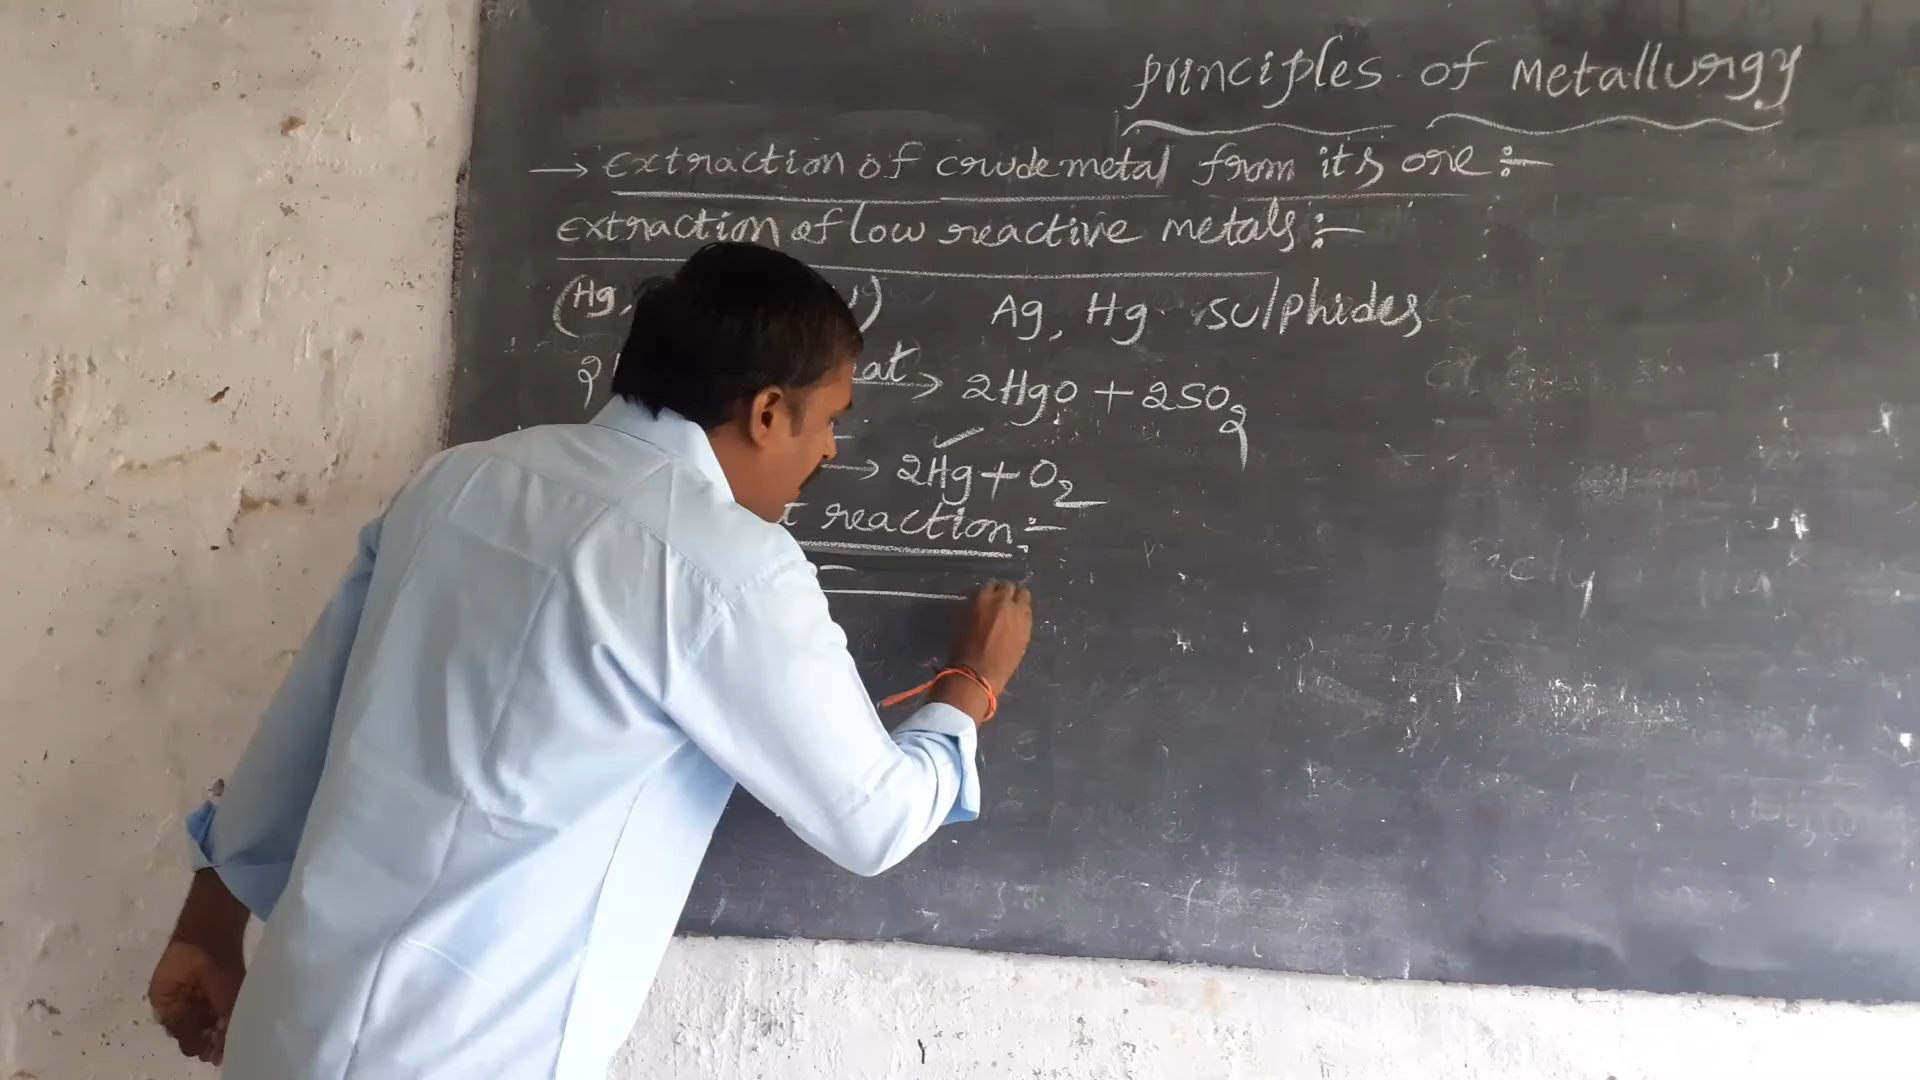 principles of Metallurgy
→ extraction of crude metal from its ore :-
extraction of low reactive metals :-
(Hg, ) Ag, Hg sulphides
2 → 2HgO + 2SO2
→ 2Hg + O2
reaction :-